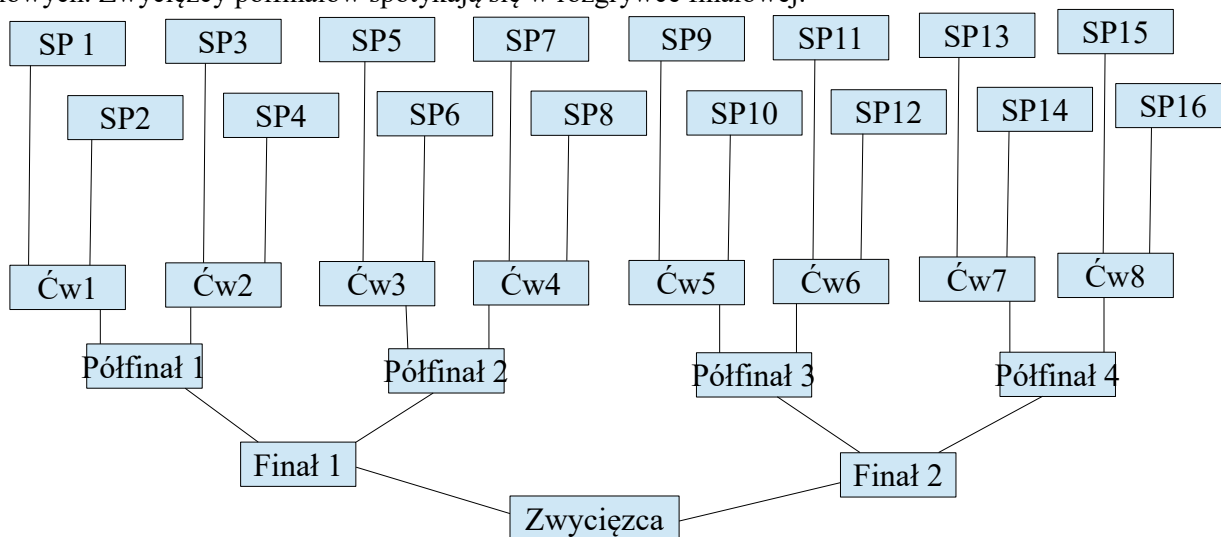 SP 1
SP3
SP5
SP7
SP9
SP11
SP13
SP15
SP2
SP4
SP6
SP8
SP10
SP12
SP14
SP16
Ćw1
Ćw2
Ćw3
Ćw4
Ćw5
Ćw6
Ćw7
Ćw8
Półfinał 1
Półfinał 2
Półfinał 3
Półfinał 4
Finał 1
Finał 2
Zwycięzca